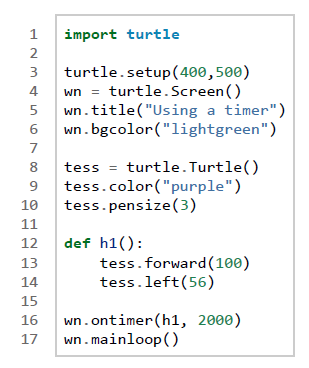 1 import turtle
2
3 turtle.setup(400,500)
4 wn = turtle.Screen()
5 wn.title("Using a timer")
6 wn.bgcolor("lightgreen")
7
8 tess = turtle.Turtle()
9 tess.color("purple")
10 tess.pensize(3)
11
12 def h1():
13     tess.forward(100)
14     tess.left(56)
15
16 wn.ontimer(h1, 2000)
17 wn.mainloop()